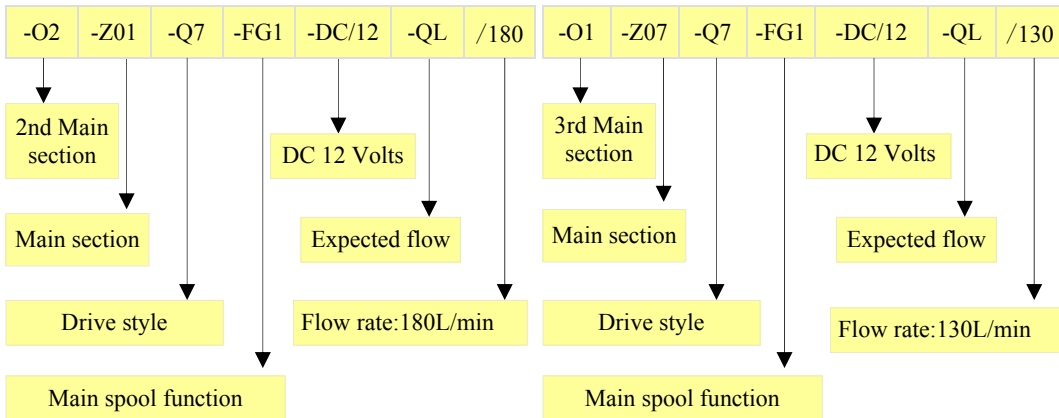 -O2 -Z01 -Q7 -FG1 -DC/12 -QL /180 -O1 -Z07 -Q7 -FG1 -DC/12 -QL /130
2nd Main
section
DC 12 Volts
Main section
Expected flow
Drive style
Flow rate:180L/min
Main spool function
3rd Main
section
DC 12 Volts
Main section
Expected flow
Drive style
Flow rate:130L/min
Main spool function